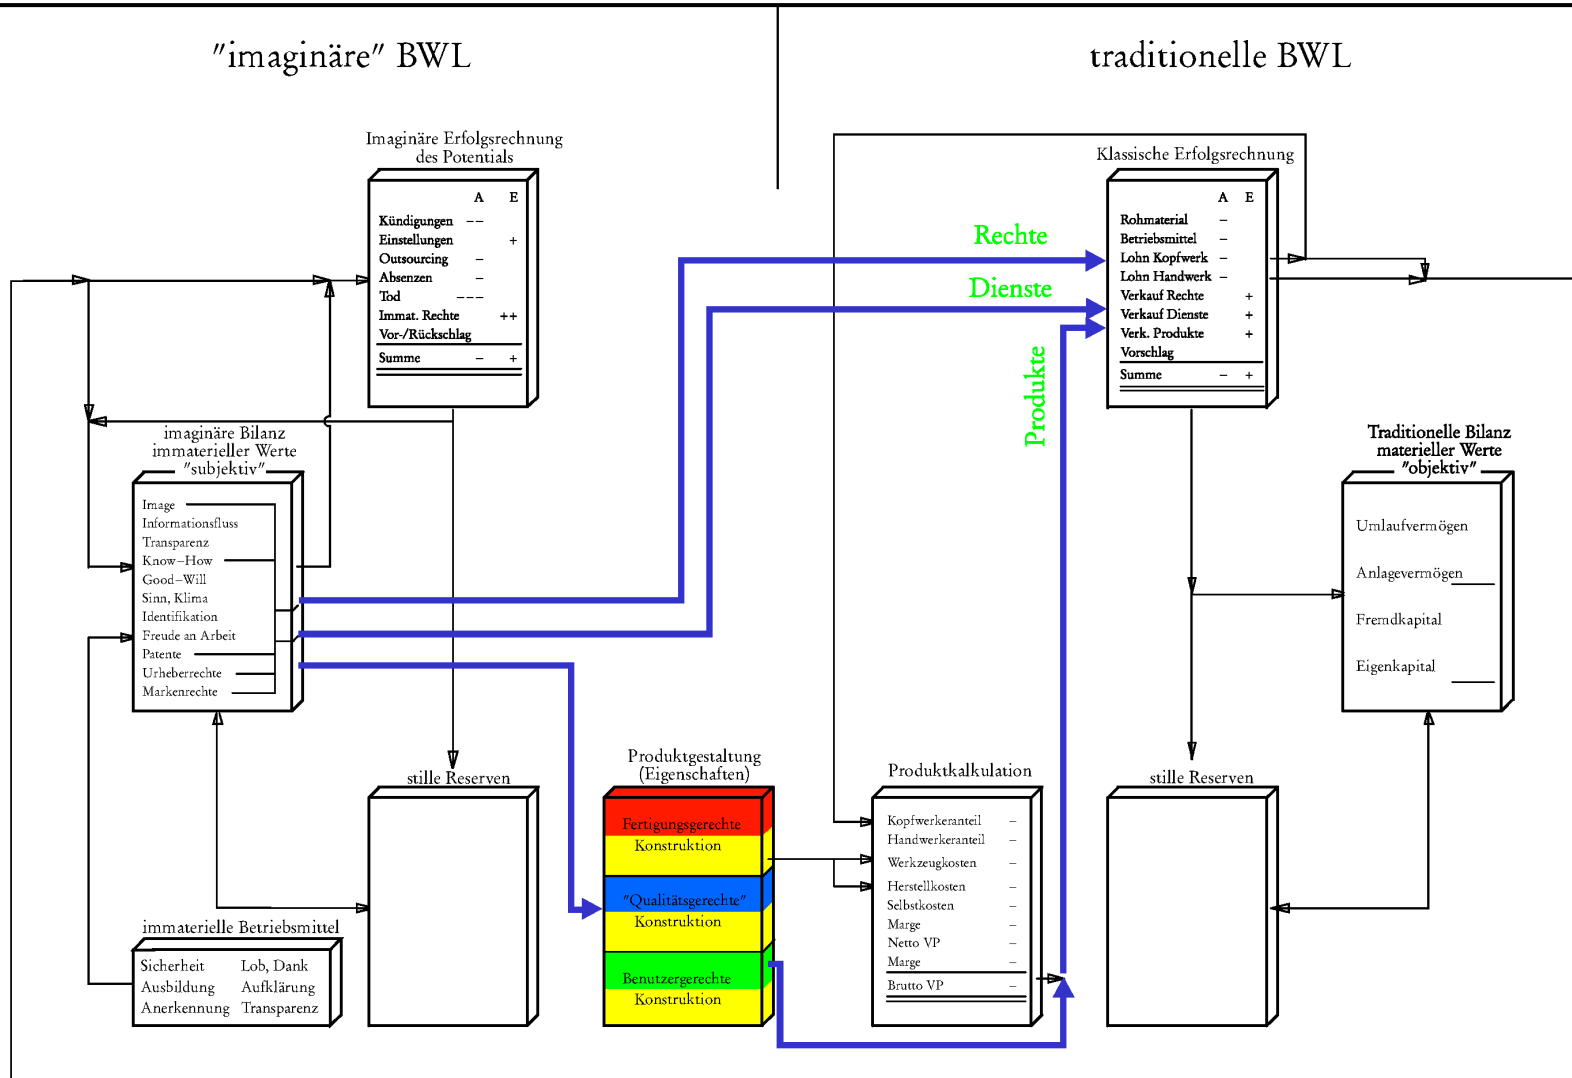 "imaginäre" BWL
traditionelle BWL
Imaginäre Erfolgsrechnung
des Potentials
A E
Kündigungen --
Einstellungen +
Outsourcing -
Absenzen -
Tod ---
Immat. Rechte ++
Vor-/Rückschlag
Summe - +
Klassische Erfolgsrechnung
A E
Rohmaterial -
Betriebsmittel -
Lohn Kopfwerk -
Lohn Handwerk -
Verkauf Rechte +
Verkauf Dienste +
Verk. Produkte +
Vorschlag
Summe - +
Rechte
Dienste
Produkte
imaginäre Bilanz
immaterieller Werte
"subjektiv"
Image
Informationsfluss
Transparenz
Know-How
Good-Will
Sinn, Klima
Identifikation
Freude an Arbeit
Patente
Urheberrechte
Markenrechte
Traditionelle Bilanz
materieller Werte
"objektiv"
Umlaufvermögen
Anlagevermögen
Fremdkapital
Eigenkapital
stille Reserven
Produktgestaltung
(Eigenschaften)
Fertigungsgerechte
Konstruktion
"Qualitätsgerechte"
Konstruktion
Benutzergerechte
Konstruktion
Produktkalkulation
Kopfwerkeranteil -
Handwerkeranteil -
Werkzeugkosten -
Herstellkosten -
Selbstkosten -
Marge -
Netto VP -
Marge -
Brutto VP -
stille Reserven
immaterielle Betriebsmittel
Sicherheit Lob, Dank
Ausbildung Aufklärung
Anerkennung Transparenz